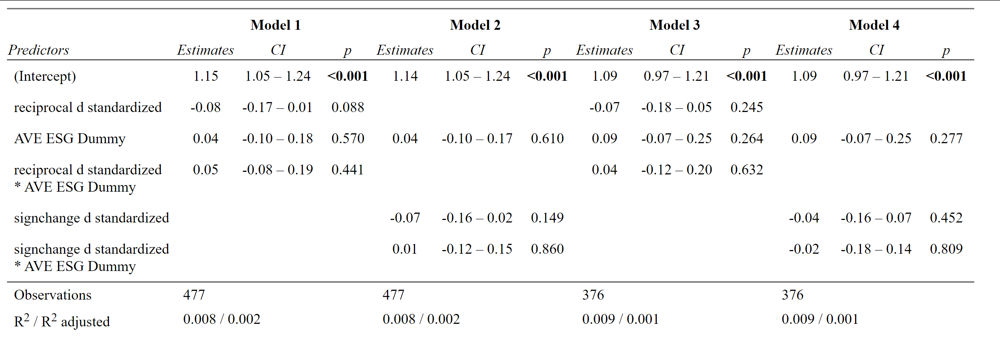 Model 1 Model 2 Model 3 Model 4
Predictors Estimates CI p Estimates CI p Estimates CI p Estimates CI p
(Intercept) 1.15 1.05 – 1.24 <0.001 1.14 1.05 – 1.24 <0.001 1.09 0.97 – 1.21 <0.001 1.09 0.97 – 1.21 <0.001
reciprocal d standardized -0.08 -0.17 – 0.01 0.088 -0.07 -0.18 – 0.05 0.245
AVE ESG Dummy 0.04 -0.10 – 0.18 0.570 0.04 -0.10 – 0.17 0.610 0.09 -0.07 – 0.25 0.264 0.09 -0.07 – 0.25 0.277
reciprocal d standardized 0.05 -0.08 – 0.19 0.441 0.04 -0.12 – 0.20 0.632
* AVE ESG Dummy
signchange d standardized -0.07 -0.16 – 0.02 0.149 -0.04 -0.16 – 0.07 0.452
signchange d standardized 0.01 -0.12 – 0.15 0.860 -0.02 -0.18 – 0.14 0.809
* AVE ESG Dummy
Observations 477 477 376 376
R² / R² adjusted 0.008 / 0.002 0.008 / 0.002 0.009 / 0.001 0.009 / 0.001